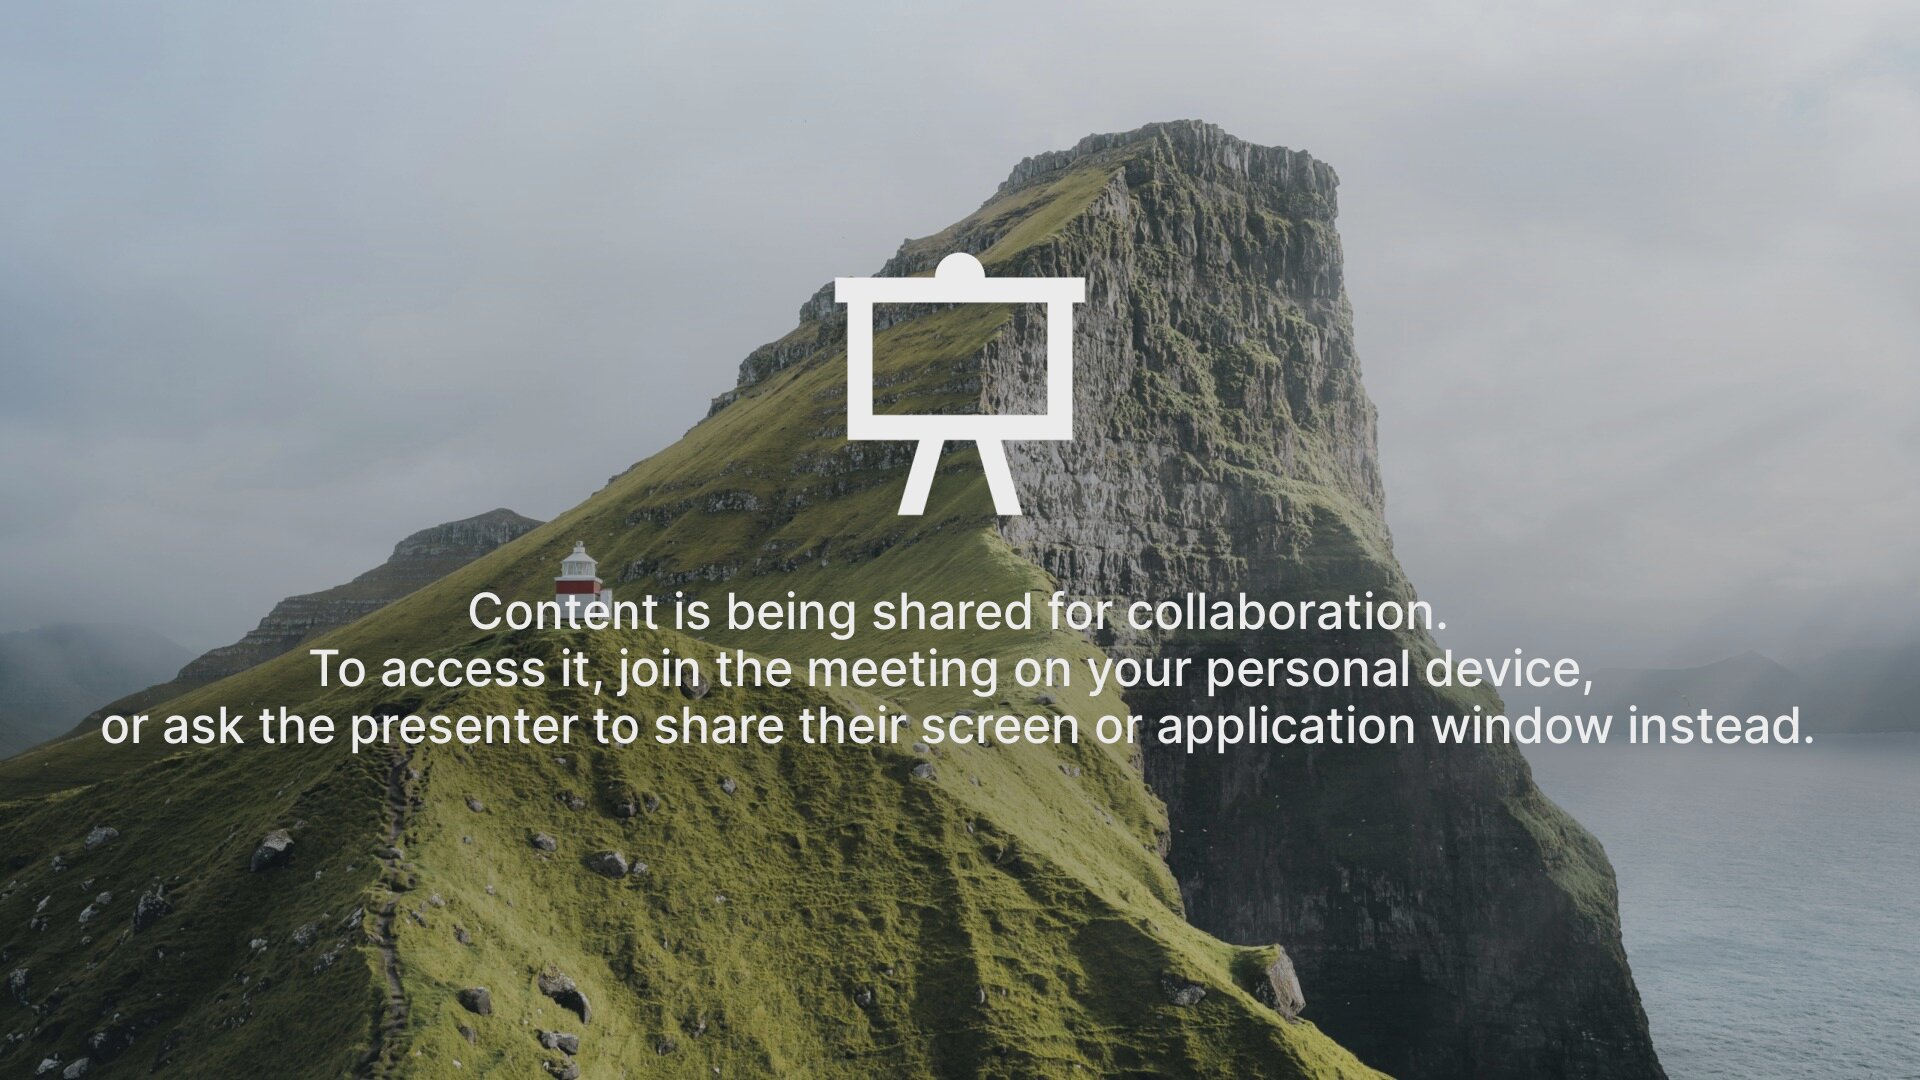 Content is being shared for collaboration.
To access it, join the meeting on your personal device,
or ask the presenter to share their screen or application window instead.